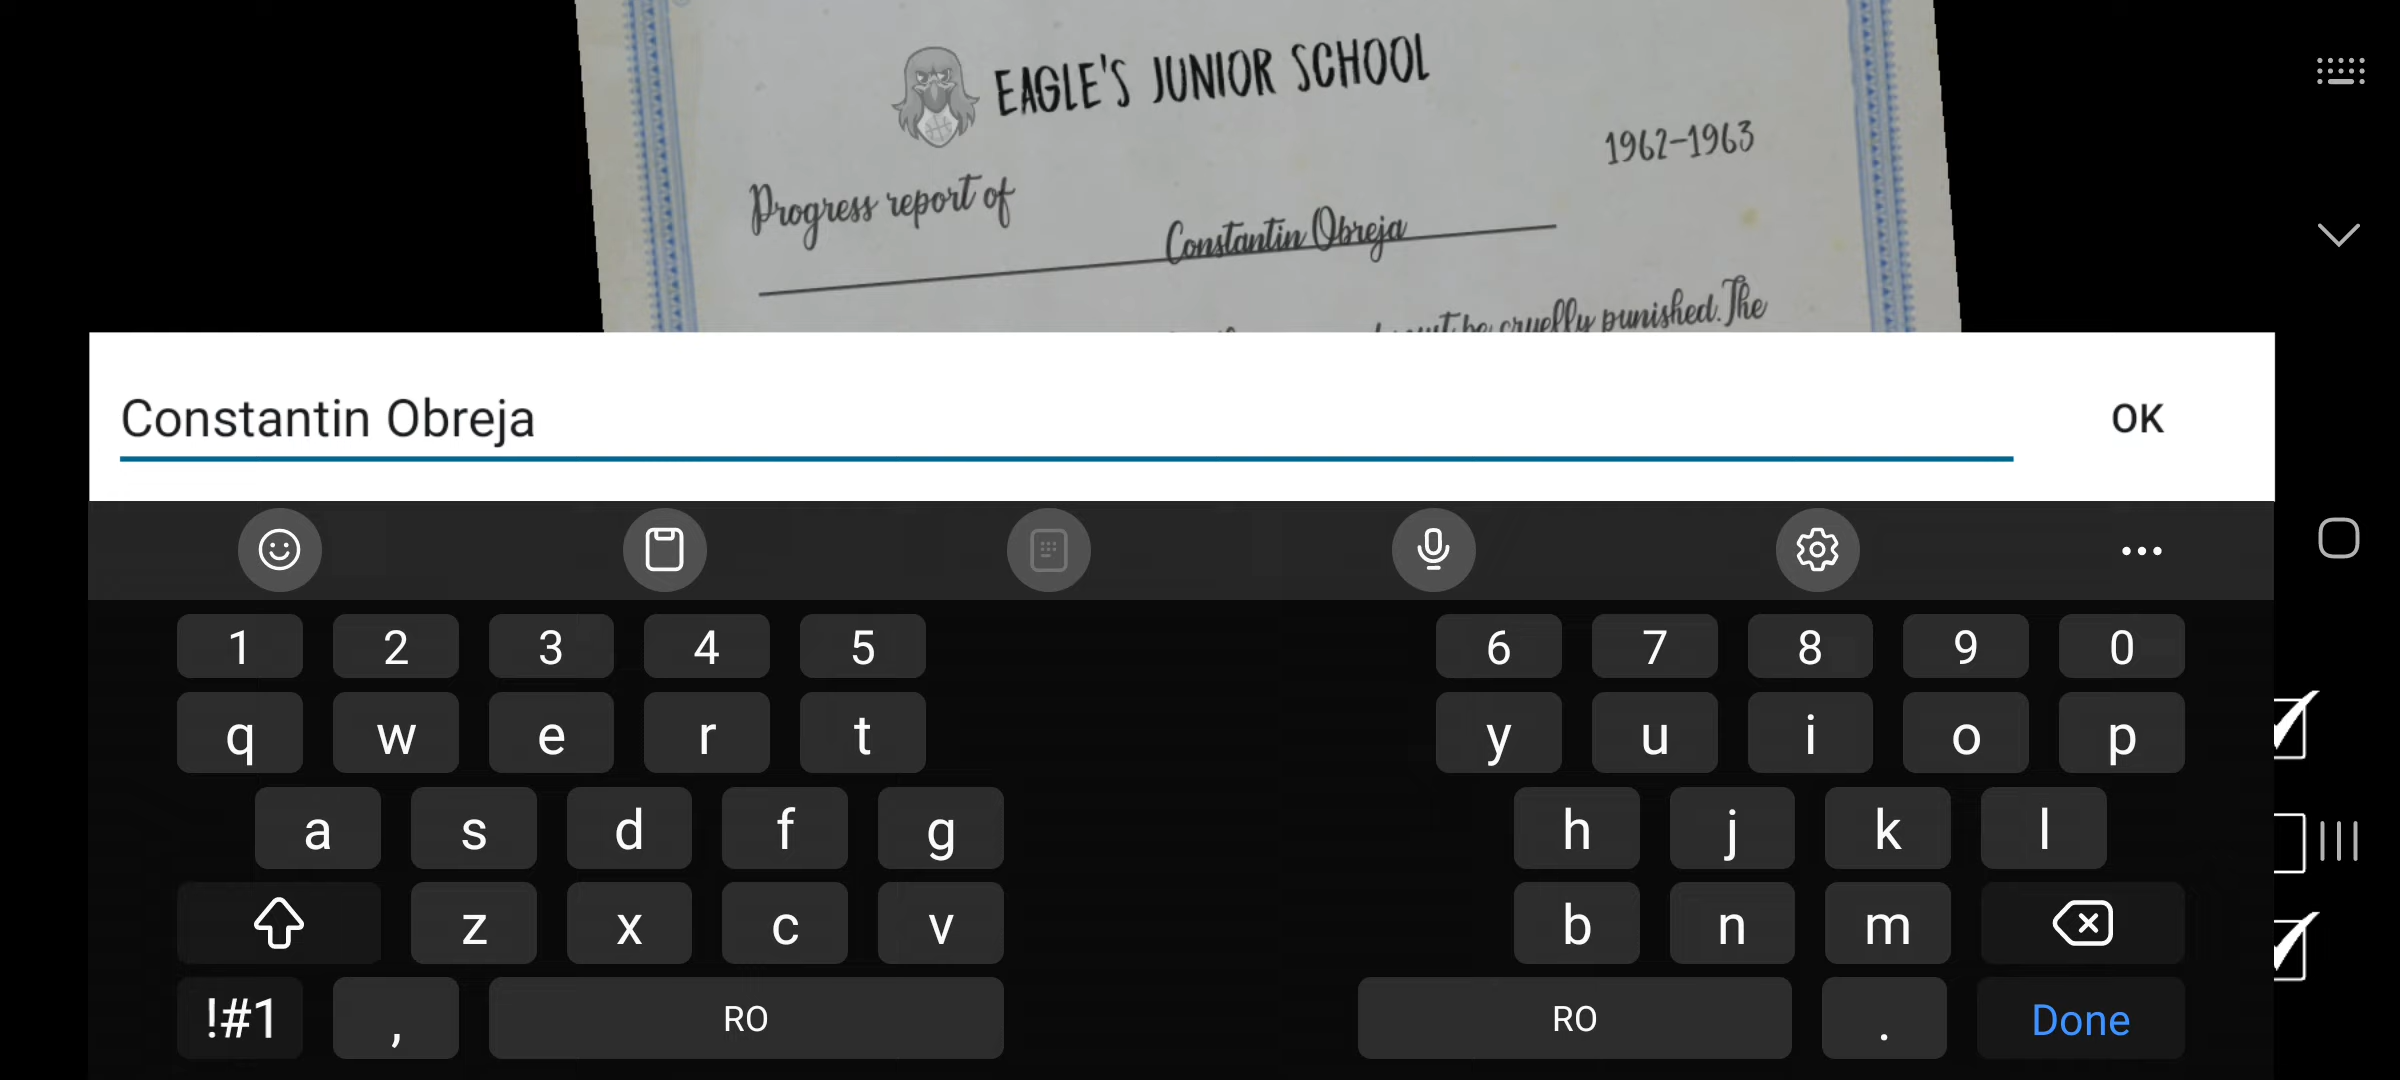 EAGLE'S JUNIOR SCHOOL
1962-1963
Progress report of
Constantin Obreja
be cruelly punished. The
Constantin Obreja
OK
1 2 3 4 5 6 7 8 9 0
q w e r t y u i o p
a s d f g h j k l
z x c v b n m
!#1 , RO RO . Done